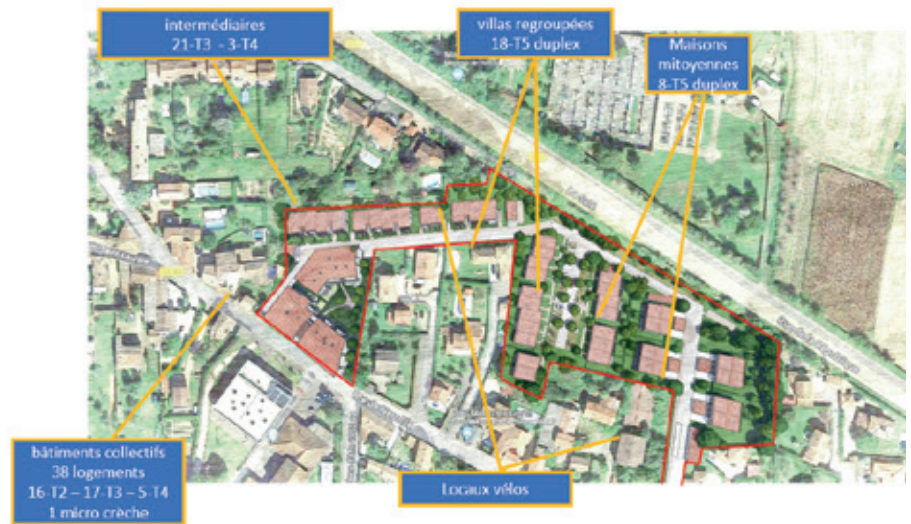 intermédiaires
21-T3 - 3-T4
villas regroupées
18-T5 duplex
Maisons
mitoyennes
8-T5 duplex
bâtiments collectifs
38 logements
16-T2 – 17-T3 – 5-T4
1 micro crèche
Locaux vélos